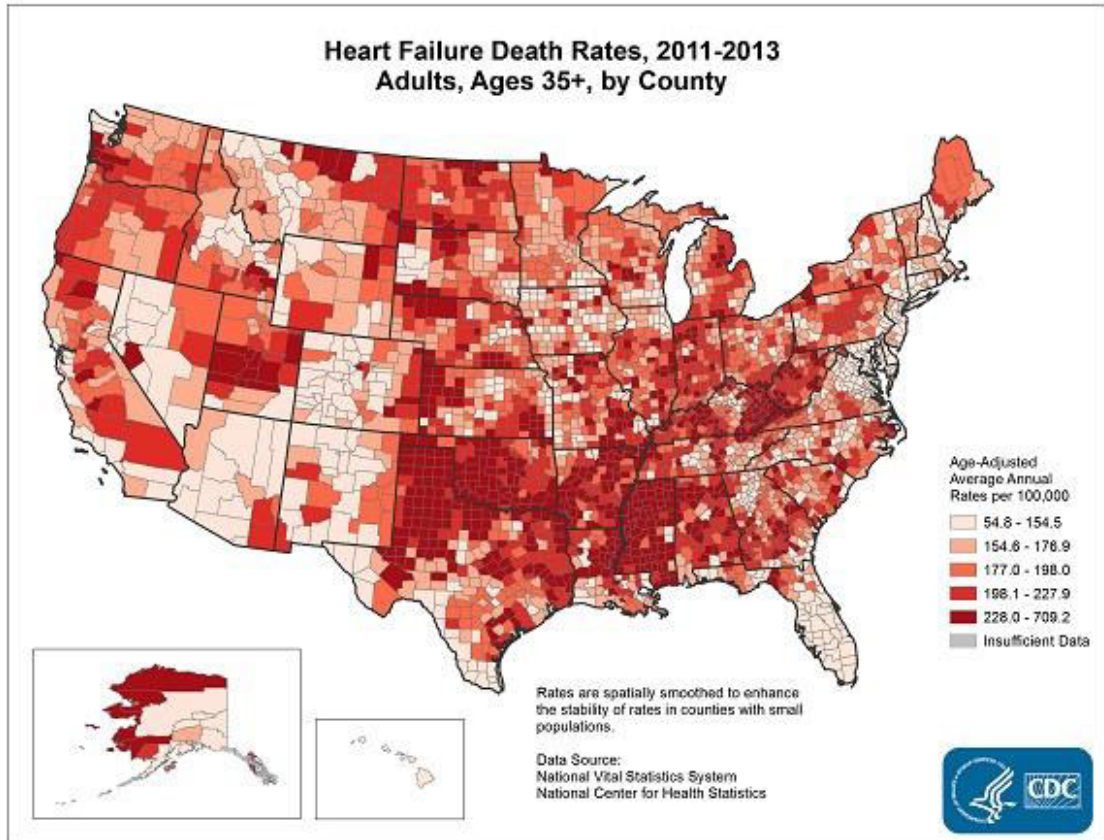 Heart Failure Death Rates, 2011-2013
Adults, Ages 35+, by County
Age-Adjusted
Average Annual
Rates per 100,000
54.8 - 154.5
154.6 - 176.9
177.0 - 198.0
198.1 - 227.9
228.0 - 709.2
Insufficient Data
Rates are spatially smoothed to enhance
the stability of rates in counties with small
populations.
Data Source:
National Vital Statistics System
National Center for Health Statistics
CDC